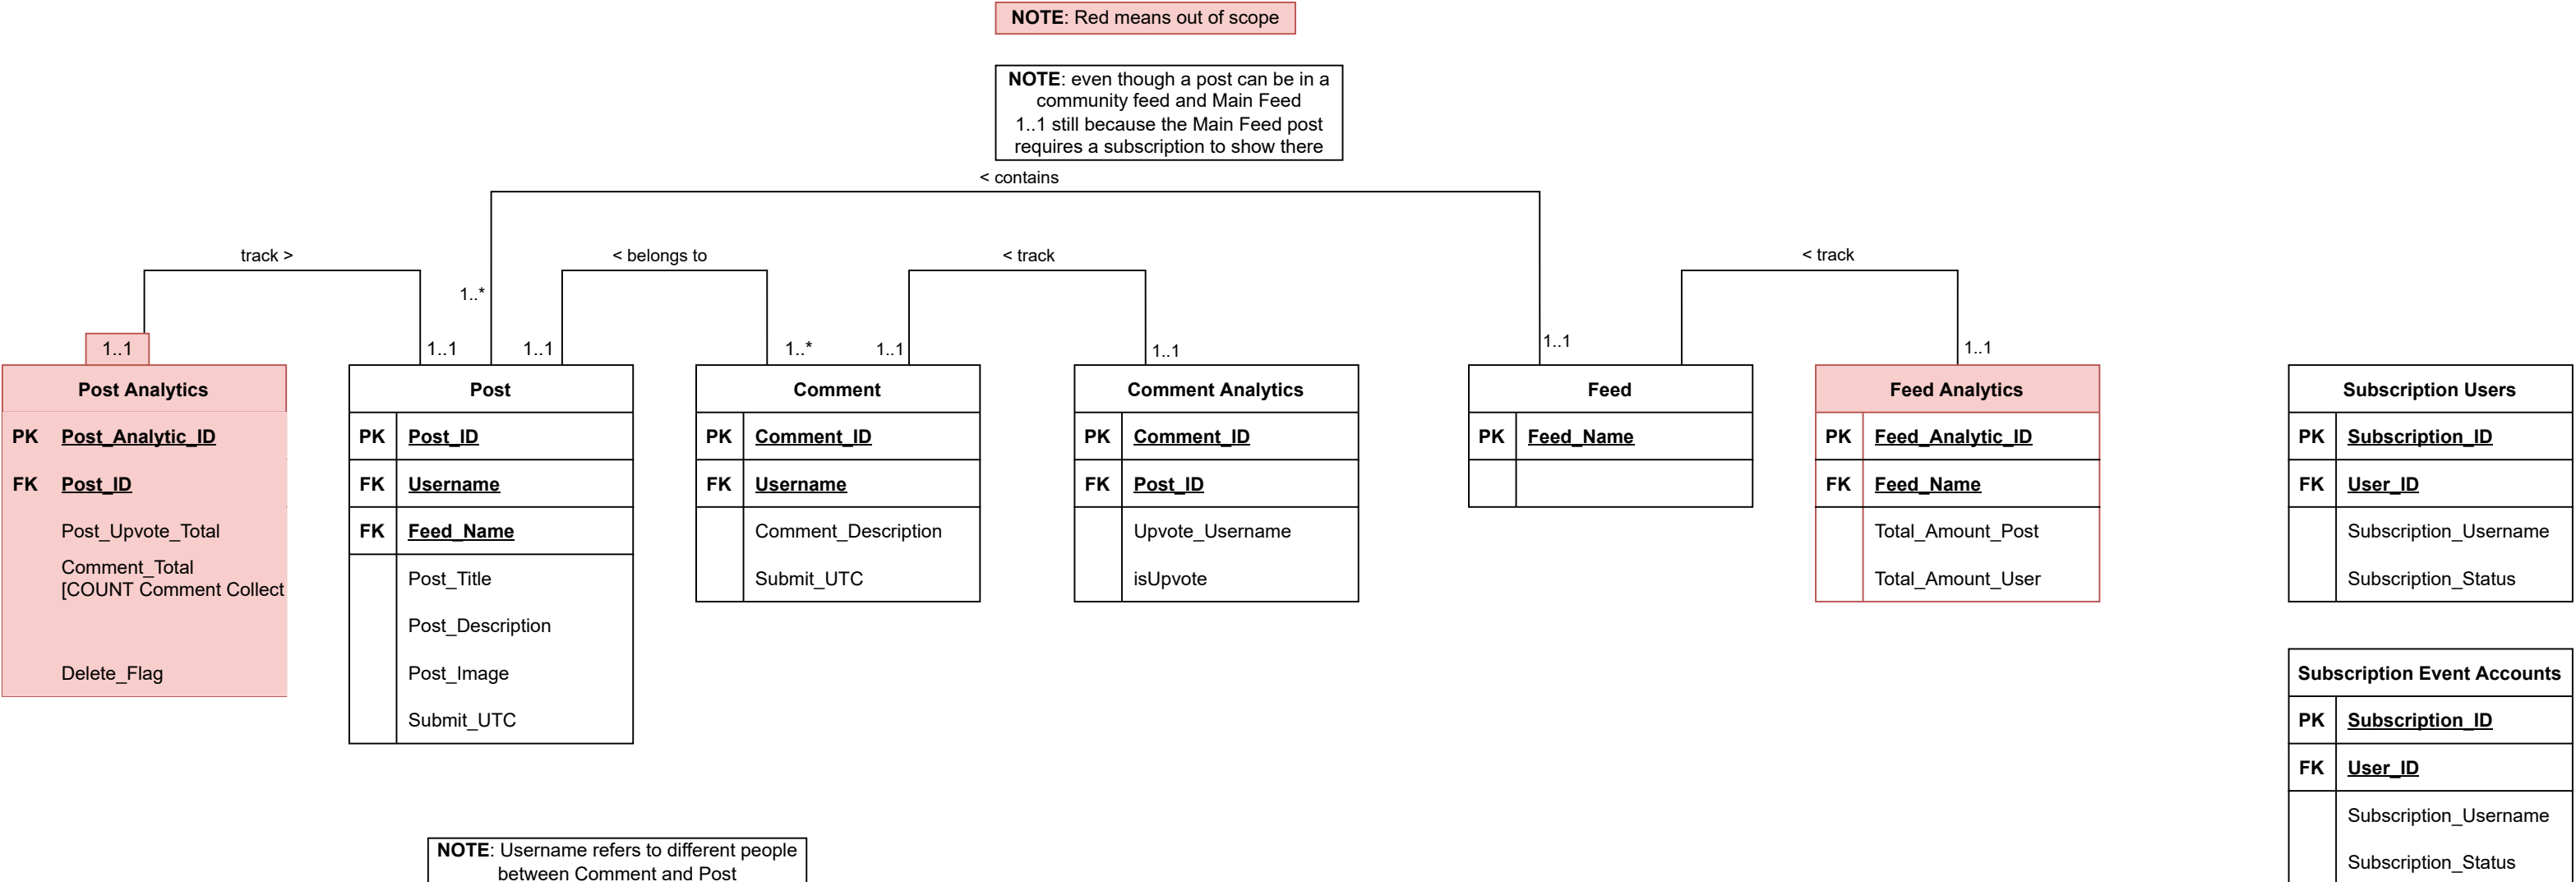 NOTE: Red means out of scope
NOTE: even though a post can be in a
community feed and Main Feed
1..1 still because the Main Feed post
requires a subscription to show there
< contains
track >
< belongs to
< track
< track
1..*
1..1
1..1
1..1
1..*
1..1
1..1
1..1
1..1
Post Analytics
PK Post_Analytic_ID
FK Post_ID
Post_Upvote_Total
Comment_Total
[COUNT Comment Collect
Delete_Flag
Post
PK Post_ID
FK Username
FK Feed_Name
Post_Title
Post_Description
Post_Image
Submit_UTC
Comment
PK Comment_ID
FK Username
Comment_Description
Submit_UTC
Comment Analytics
PK Comment_ID
FK Post_ID
Upvote_Username
isUpvote
Feed
PK Feed_Name
Feed Analytics
PK Feed_Analytic_ID
FK Feed_Name
Total_Amount_Post
Total_Amount_User
Subscription Users
PK Subscription_ID
FK User_ID
Subscription_Username
Subscription_Status
Subscription Event Accounts
PK Subscription_ID
FK User_ID
Subscription_Username
Subscription_Status
NOTE: Username refers to different people
between Comment and Post